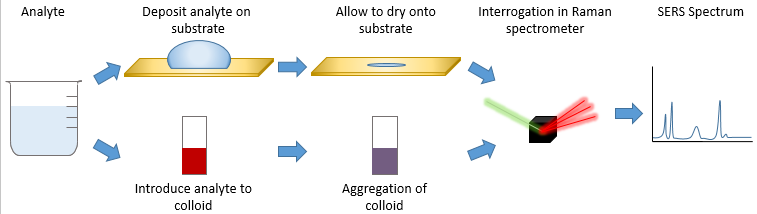 Analyte
Deposit analyte on
substrate
Allow to dry onto
substrate
Interrogation in Raman
spectrometer
SERS Spectrum
Introduce analyte to
colloid
Aggregation of
colloid